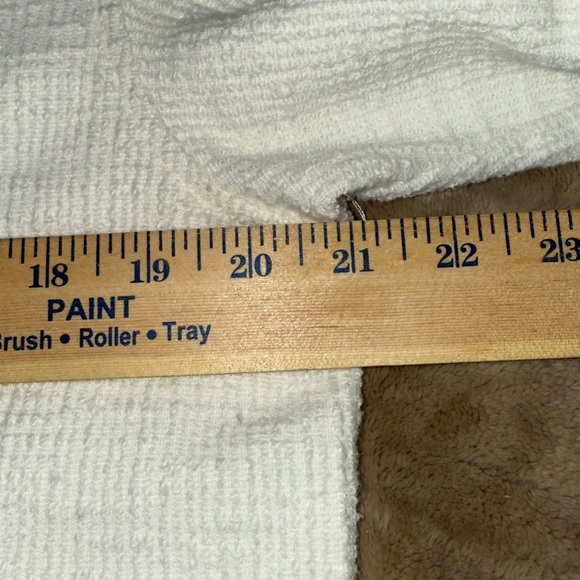 18 19 20 21 22 23
PAINT
Brush • Roller • Tray